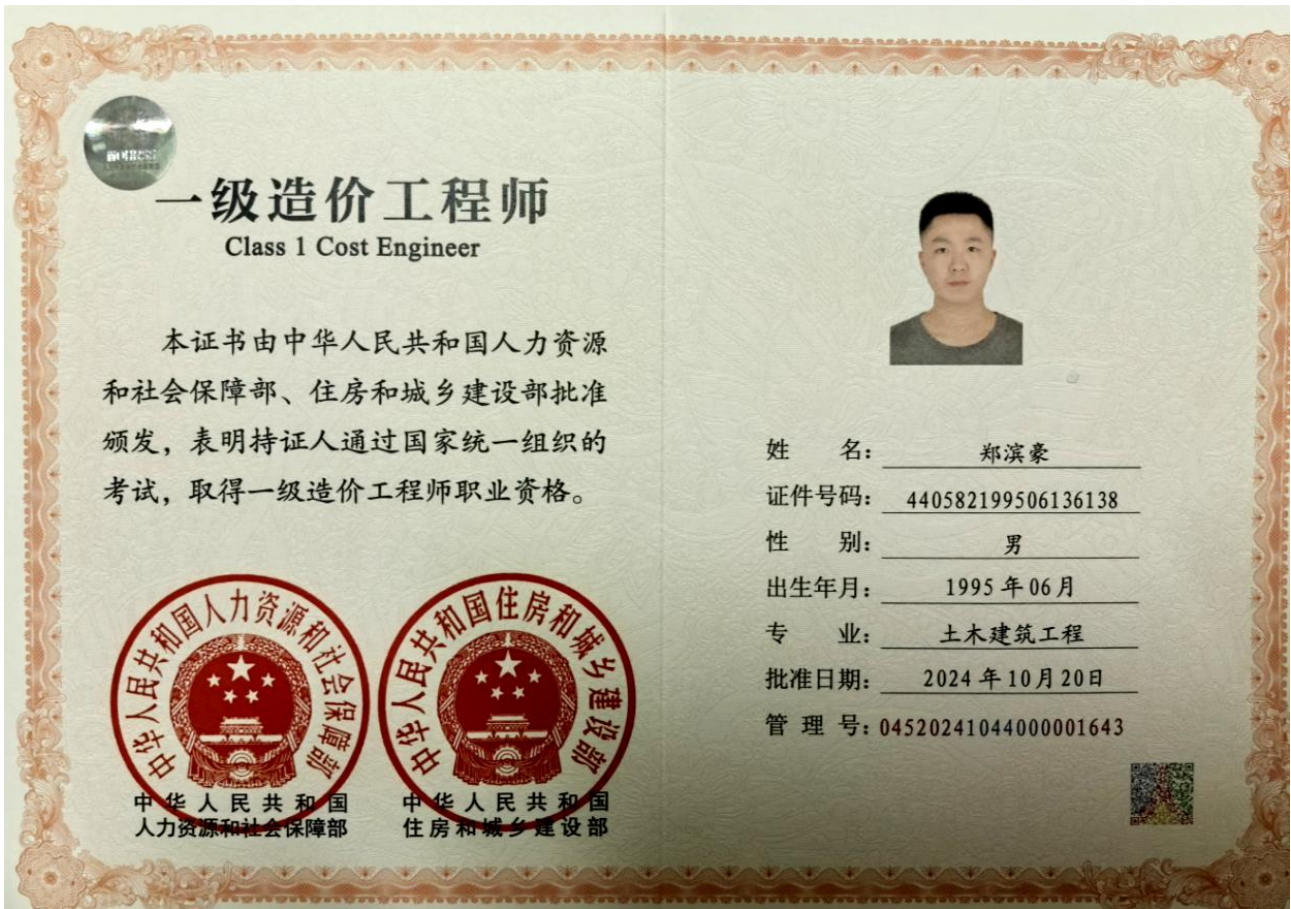 一级造价工程师
Class 1 Cost Engineer
本证书由中华人民共和国人力资源
和社会保障部、住房和城乡建设部批准
颁发，表明持证人通过国家统一组织的
考试，取得一级造价工程师职业资格。
中华人民共和国人力资源和社会保障部
中华人民共和国
人力资源和社会保障部
中华人民共和国住房和城乡建设部
中华人民共和国
住房和城乡建设部
姓 名：郑滨豪
证件号码：440582199506136138
性 别：男
出生年月：1995年06月
专 业：土木建筑工程
批准日期：2024年10月20日
管 理 号：04520241044000001643